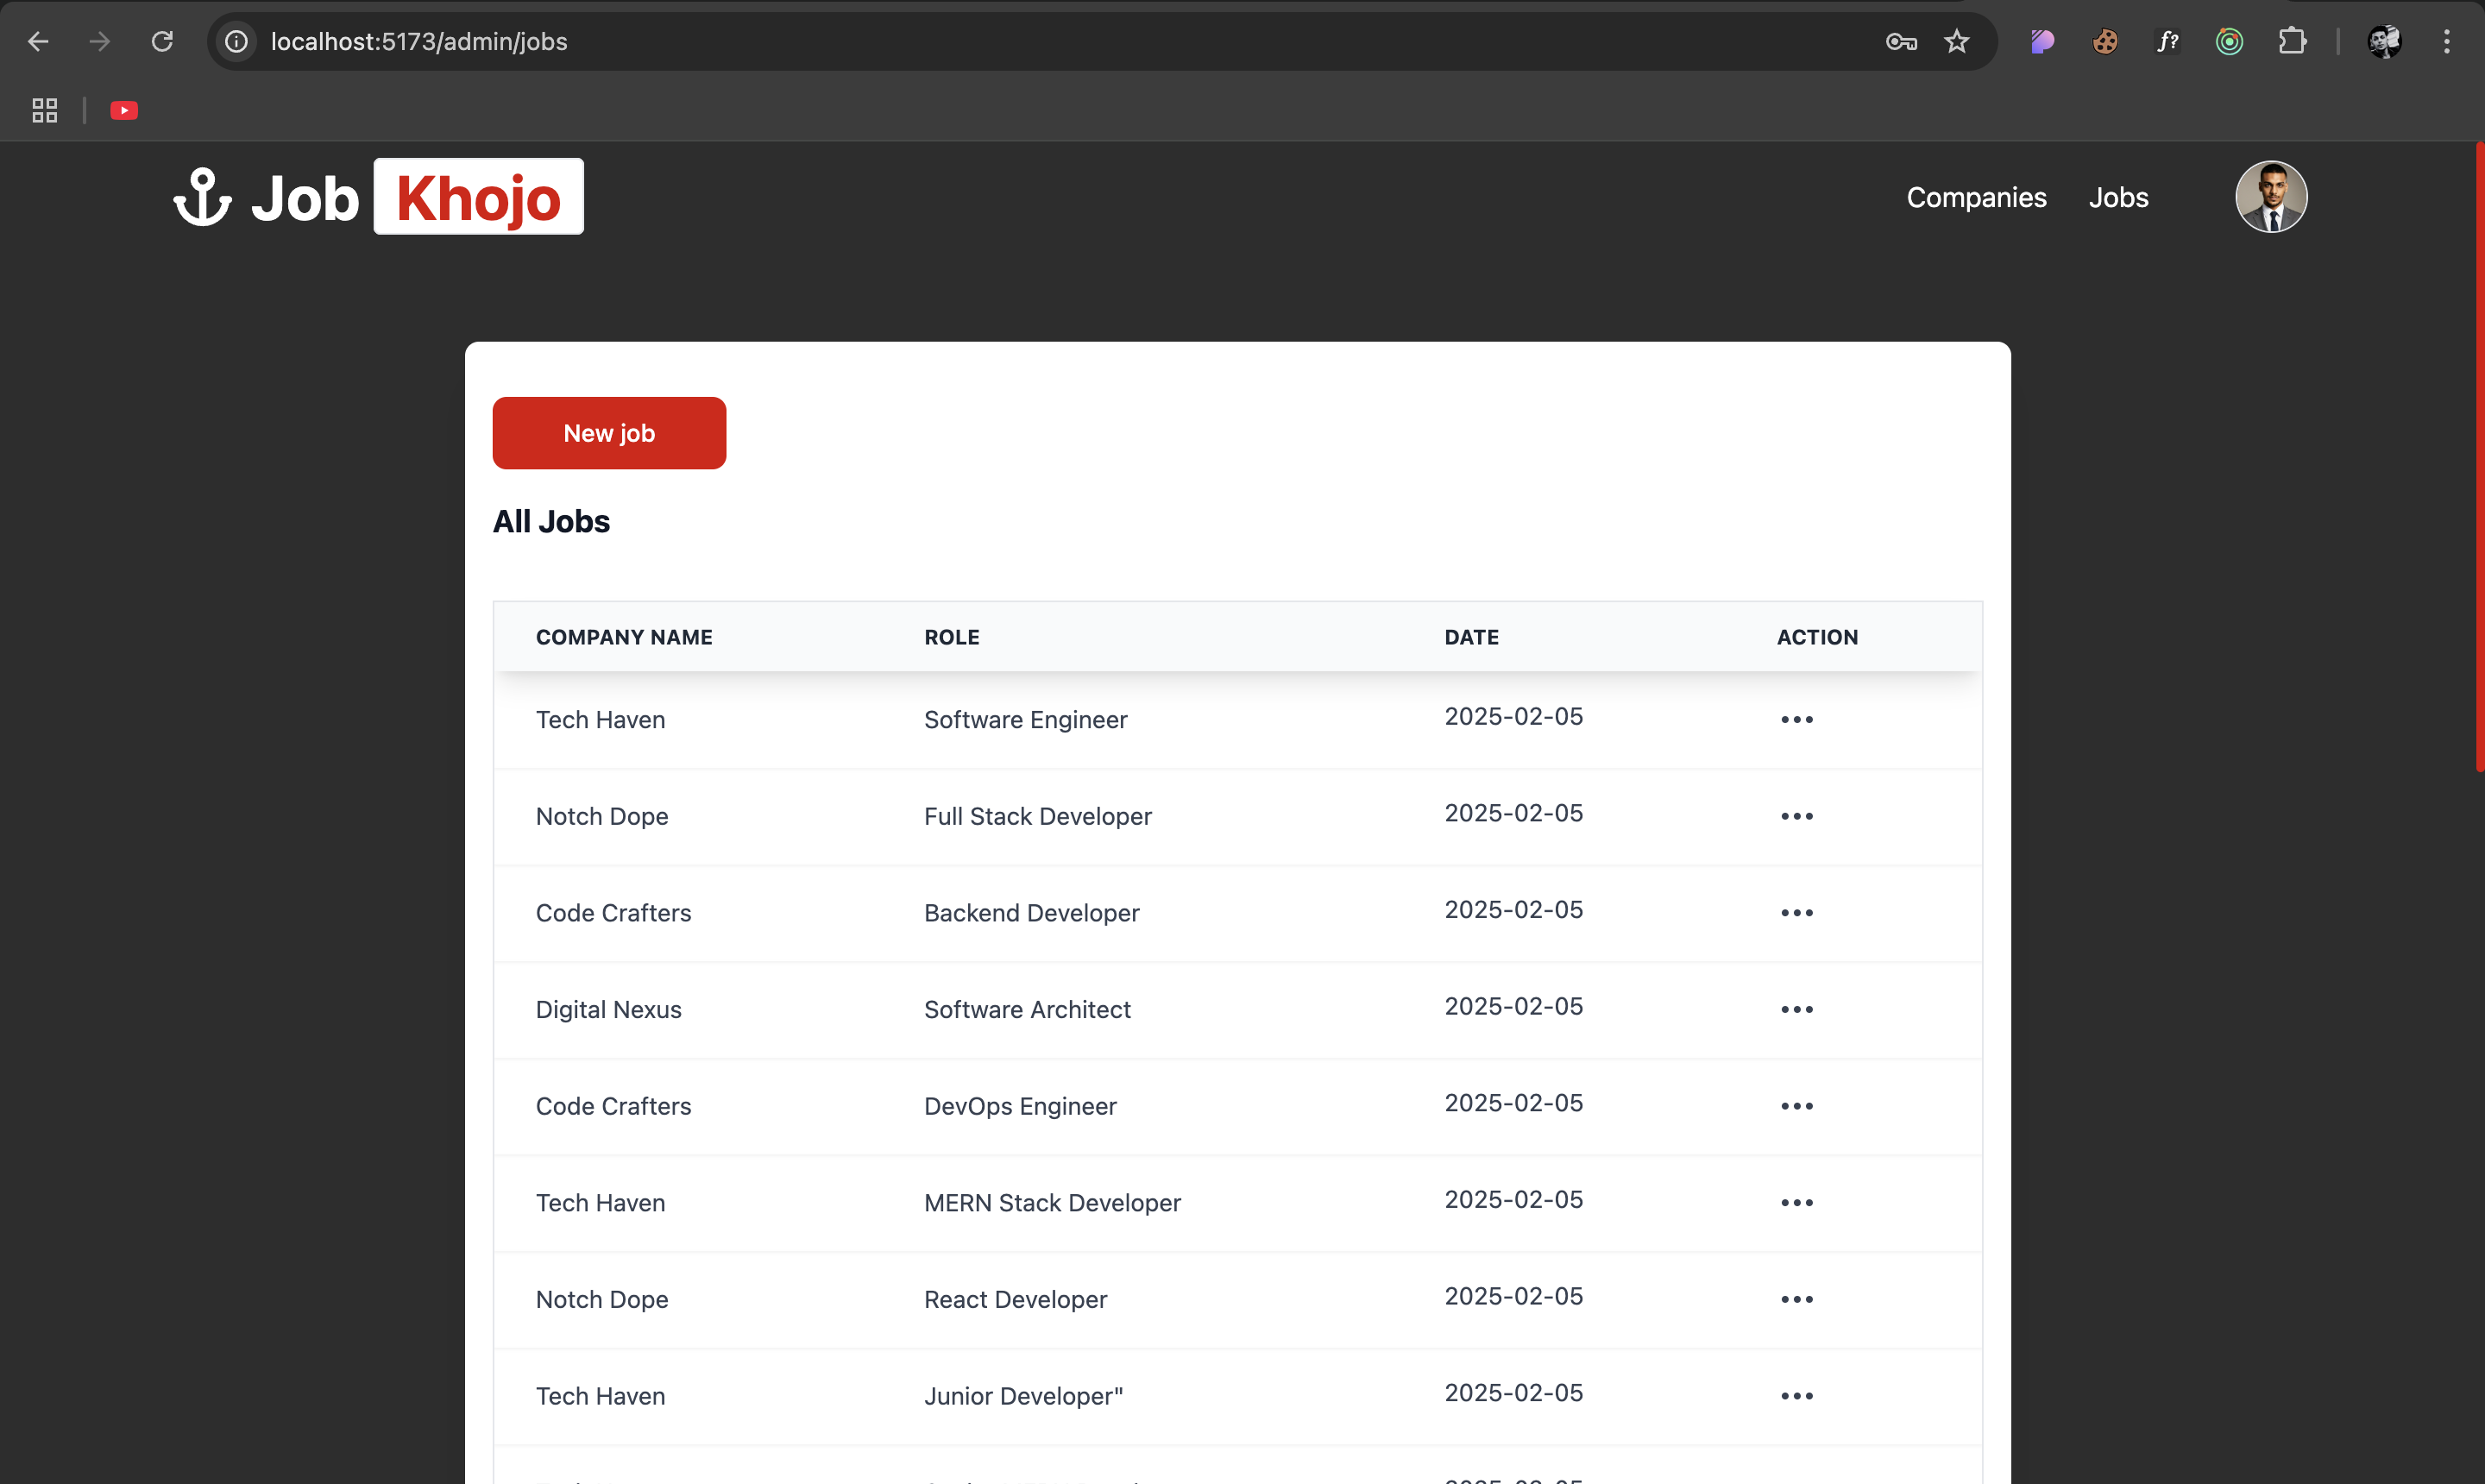 localhost:5173/admin/jobs
f?
Job Khojo
Companies Jobs
New job
All Jobs
COMPANY NAME ROLE DATE ACTION
Tech Haven Software Engineer 2025-02-05
Notch Dope Full Stack Developer 2025-02-05
Code Crafters Backend Developer 2025-02-05
Digital Nexus Software Architect 2025-02-05
Code Crafters DevOps Engineer 2025-02-05
Tech Haven MERN Stack Developer 2025-02-05
Notch Dope React Developer 2025-02-05
Tech Haven Junior Developer" 2025-02-05